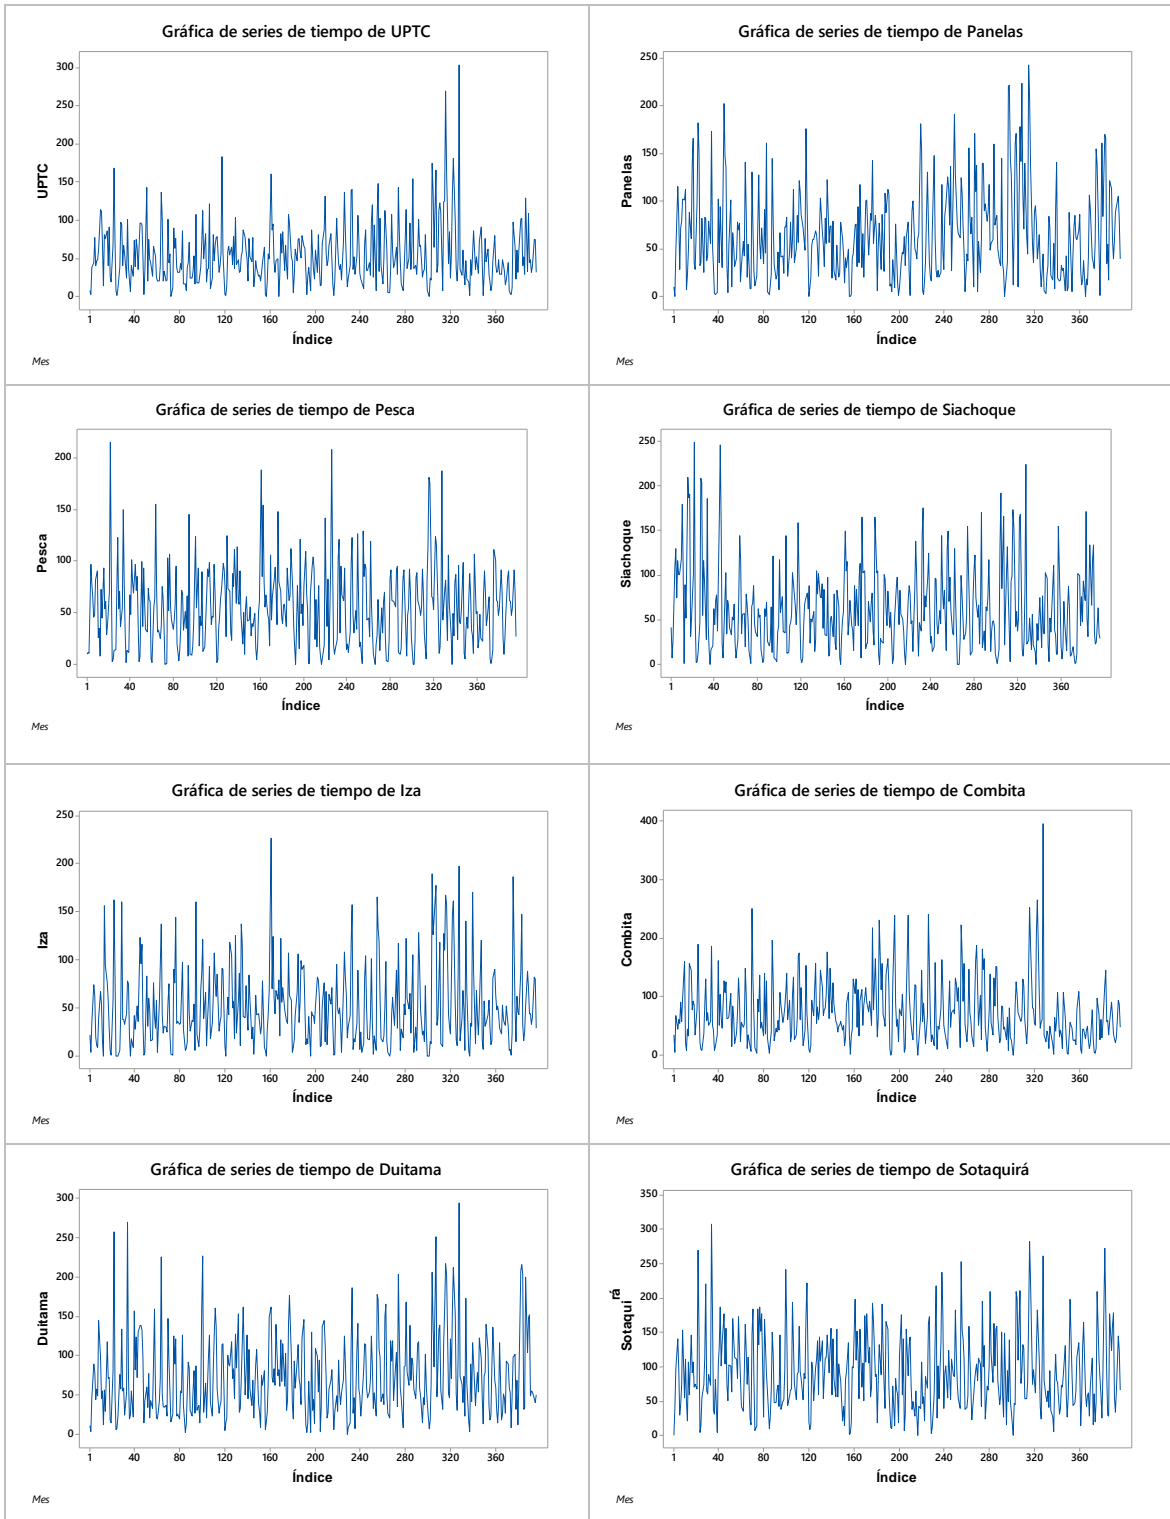 Gráfica de series de tiempo de UPTC
300
250
200
150
100
50
0
UPTC
1 40 80 120 160 200 240 280 320 360
Índice
Mes
Gráfica de series de tiempo de Panelas
250
200
150
100
50
0
Panelas
1 40 80 120 160 200 240 280 320 360
Índice
Mes
Gráfica de series de tiempo de Pesca
200
150
100
50
0
Pesca
1 40 80 120 160 200 240 280 320 360
Índice
Mes
Gráfica de series de tiempo de Siachoque
250
200
150
100
50
0
Siachoque
1 40 80 120 160 200 240 280 320 360
Índice
Mes
Gráfica de series de tiempo de Iza
250
200
150
100
50
0
Iza
1 40 80 120 160 200 240 280 320 360
Índice
Mes
Gráfica de series de tiempo de Combita
400
300
200
100
0
Combita
1 40 80 120 160 200 240 280 320 360
Índice
Mes
Gráfica de series de tiempo de Duitama
300
250
200
150
100
50
0
Duitama
1 40 80 120 160 200 240 280 320 360
Índice
Mes
Gráfica de series de tiempo de Sotaquirá
350
300
250
200
150
100
50
0
Sotaquirá
1 40 80 120 160 200 240 280 320 360
Índice
Mes